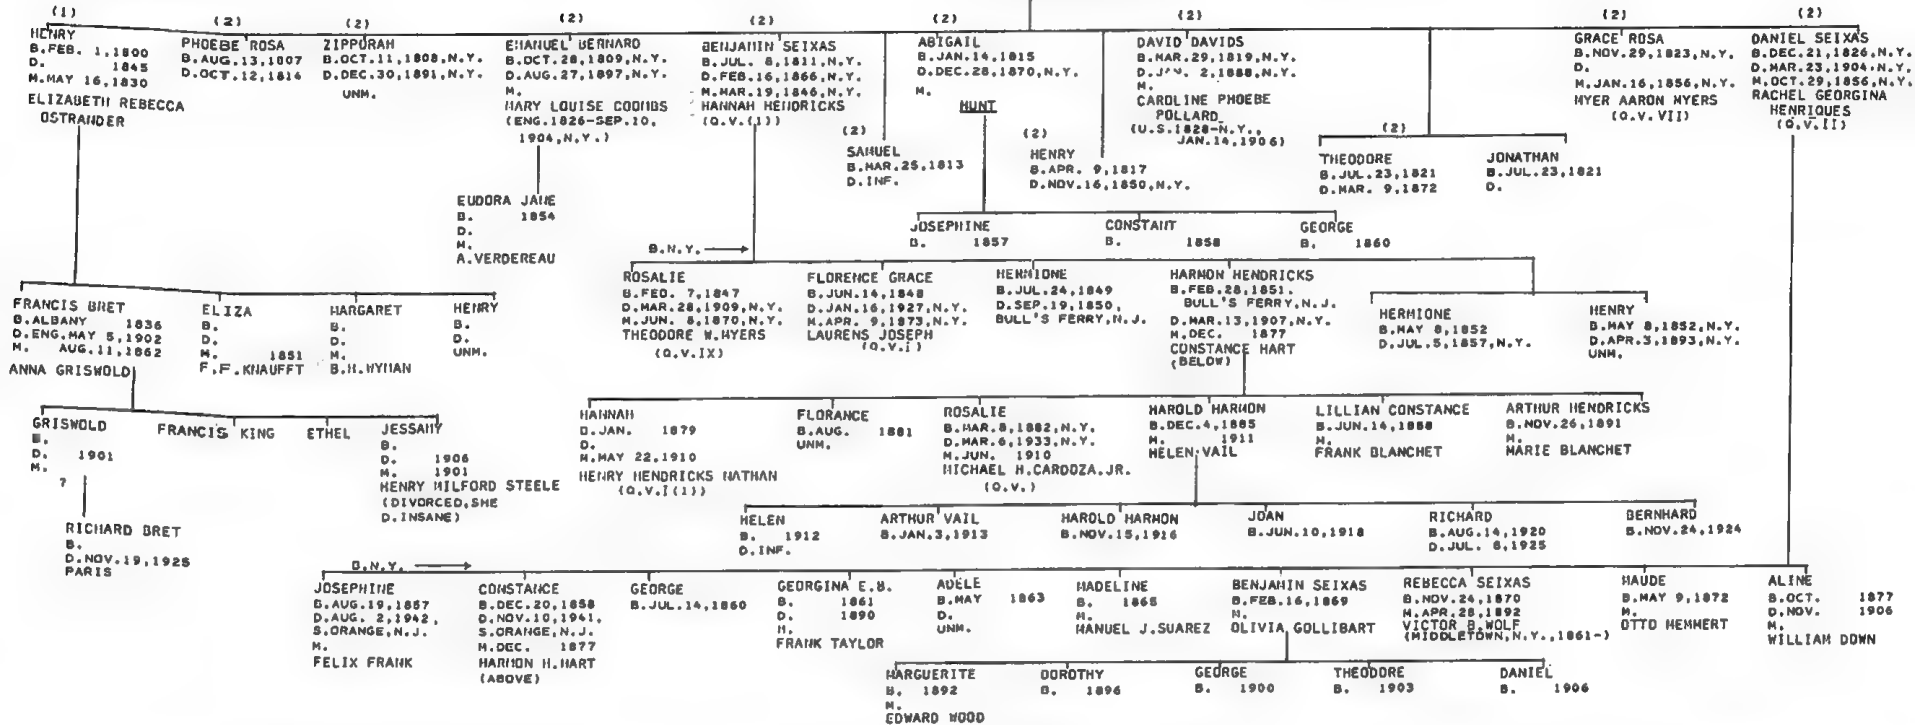 (1)
HENRY
B.FEB. 1,1800
D. 1845
M.MAY 16,1830
ELIZABETH REBECCA
OSTRANDER
(2)
PHOEBE ROSA
B.AUG.13,1807
D.OCT.12,1814
(2)
ZIPPORAH
B.OCT.11,1808,N.Y.
D.DEC.30,1891,N.Y.
UNM.
(2)
EMANUEL BERNARD
B.OCT.28,1809,N.Y.
D.AUG.27,1897,N.Y.
M.
MARY LOUISE COOMBS
(ENG.1826-SEP.10,
1904,N.Y.)
(2)
BENJAMIN SEIXAS
B.JUL. 8,1811,N.Y.
D.FEB.16,1866,N.Y.
M.MAR.19,1846,N.Y.
HANNAH HENDRICKS
(Q.V.(1))
(2)
SAMUEL
B.MAR.25,1813
D.INF.
(2)
ABIGAIL
B.JAN.14,1815
D.DEC.28,1870,N.Y.
M.
HUNT
(2)
HENRY
B.APR. 9,1817
D.NOV.16,1850,N.Y.
(2)
DAVID DAVIDS
B.MAR.29,1819,N.Y.
D.JAN. 2,1888,N.Y.
M.
CAROLINE PHOEBE
POLLARD
(U.S.1828-N.Y.,
JAN.14,1906)
(2)
THEODORE
B.JUL.23,1821
D.MAR. 9,1872
JONATHAN
B.JUL.23,1821
D.
(2)
GRACE ROSA
B.NOV.29,1823,N.Y.
D.
M.JAN.16,1856,N.Y.
MYER AARON MYERS
(Q.V.VII)
(2)
DANIEL SEIXAS
B.DEC.21,1826,N.Y.
D.MAR.23,1904,N.Y.
M.OCT.29,1856,N.Y.
RACHEL GEORGINA
HENRIQUES
(Q.V.II)
EUDORA JANE
B. 1854
D.
M.
A.VERDEREAU
JOSEPHINE
B. 1857
CONSTANT
B. 1858
GEORGE
B. 1860
B.N.Y.
ROSALIE
B.FEB. 7,1847
D.MAR.28,1909,N.Y.
M.JUN. 8,1870,N.Y.
THEODORE W.MYERS
(Q.V.IX)
FLORENCE GRACE
B.JUN.14,1848
D.JAN.16,1927,N.Y.
M.APR. 9,1873,N.Y.
LAURENS JOSEPH
(Q.V.I)
HERMIONE
B.JUL.24,1849
D.SEP.19,1850,
BULL'S FERRY,N.J.
HARMON HENDRICKS
B.FEB.28,1851.
BULL'S FERRY,N.J.
D.MAR.13,1907,N.Y.
M.DEC. 1877
CONSTANCE HART
(BELOW)
HERMIONE
B.MAY 8,1852
D.JUL.5,1857,N.Y.
HENRY
B.MAY 8,1852,N.Y.
D.APR.3,1893,N.Y.
UNM.
FRANCIS BRET
B.ALBANY 1836
D.ENG.MAY 5,1902
M. AUG.11,1862
ANNA GRISWOLD
ELIZA
B.
D.
M. 1851
F.F.KNAUFFT
MARGARET
B.
D.
M.
B.H.WYMAN
HENRY
B.
D.
UNM.
GRISWOLD
B.
D. 1901
M.
?
FRANCIS KING
ETHEL
JESSAMY
B.
D. 1906
M. 1901
HENRY MILFORD STEELE
(DIVORCED,SHE
D.INSANE)
HANNAH
B.JAN. 1879
D.
M.MAY 22,1910
HENRY HENDRICKS NATHAN
(Q.V.I(1))
FLORANCE
B.AUG. 1881
UNM.
ROSALIE
B.MAR.8,1882,N.Y.
D.MAR.6,1933,N.Y.
M.JUN. 1910
MICHAEL H.CARDOZA.JR.
(Q.V.)
HAROLD HARMON
B.DEC.4,1885
M. 1911
HELEN VAIL
LILLIAN CONSTANCE
B.JUN.14,1888
M.
FRANK BLANCHET
ARTHUR HENDRICKS
B.NOV.26,1891
M.
MARIE BLANCHET
RICHARD BRET
B.
D.NOV.19,1925
PARIS
HELEN
B. 1912
D.INF.
ARTHUR VAIL
B.JAN.3,1913
HAROLD HARMON
B.NOV.15,1916
JOAN
B.JUN.10,1918
RICHARD
B.AUG.14,1920
D.JUL. 8,1925
BERNHARD
B.NOV.24,1924
B.N.Y.
JOSEPHINE
B.AUG.19,1857
D.AUG. 2,1942,
S.ORANGE,N.J.
M.
FELIX FRANK
CONSTANCE
B.DEC.20,1858
D.NOV.10,1941,
S.ORANGE,N.J.
M.DEC. 1877
HARMON H.HART
(ABOVE)
GEORGE
B.JUL.14,1860
GEORGINA E.B.
B. 1861
D. 1890
M.
FRANK TAYLOR
ADELE
B.MAY 1863
D.
UNM.
MADELINE
B. 1865
M.
MANUEL J.SUAREZ
BENJAMIN SEIXAS
B.FEB.16,1869
M.
OLIVIA GOLLIBART
REBECCA SEIXAS
B.NOV.24,1870
M.APR.28,1892
VICTOR B.WOLF
(MIDDLETOWN,N.Y.,1861-)
MAUDE
B.MAY 9,1872
M.
OTTO HEMMERT
ALINE
B.OCT. 1877
D.NOV. 1906
M.
WILLIAM DOWN
MARGUERITE
B. 1892
M.
EDWARD WOOD
DOROTHY
B. 1896
GEORGE
B. 1900
THEODORE
B. 1903
DANIEL
B. 1906